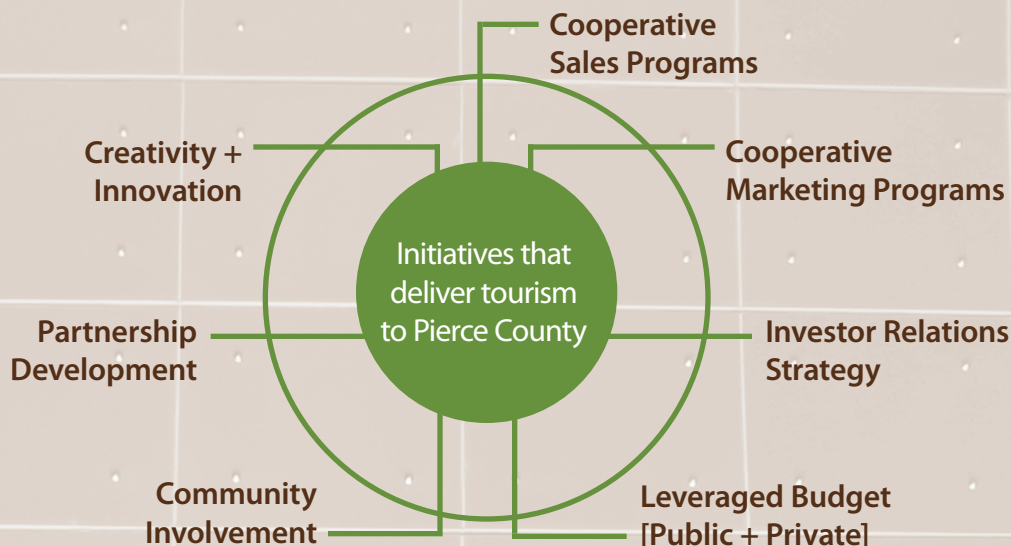 Cooperative
Sales Programs
Creativity +
Innovation
Cooperative
Marketing Programs
Initiatives that
deliver tourism
to Pierce County
Partnership
Development
Investor Relations
Strategy
Community
Involvement
Leveraged Budget
[Public + Private]